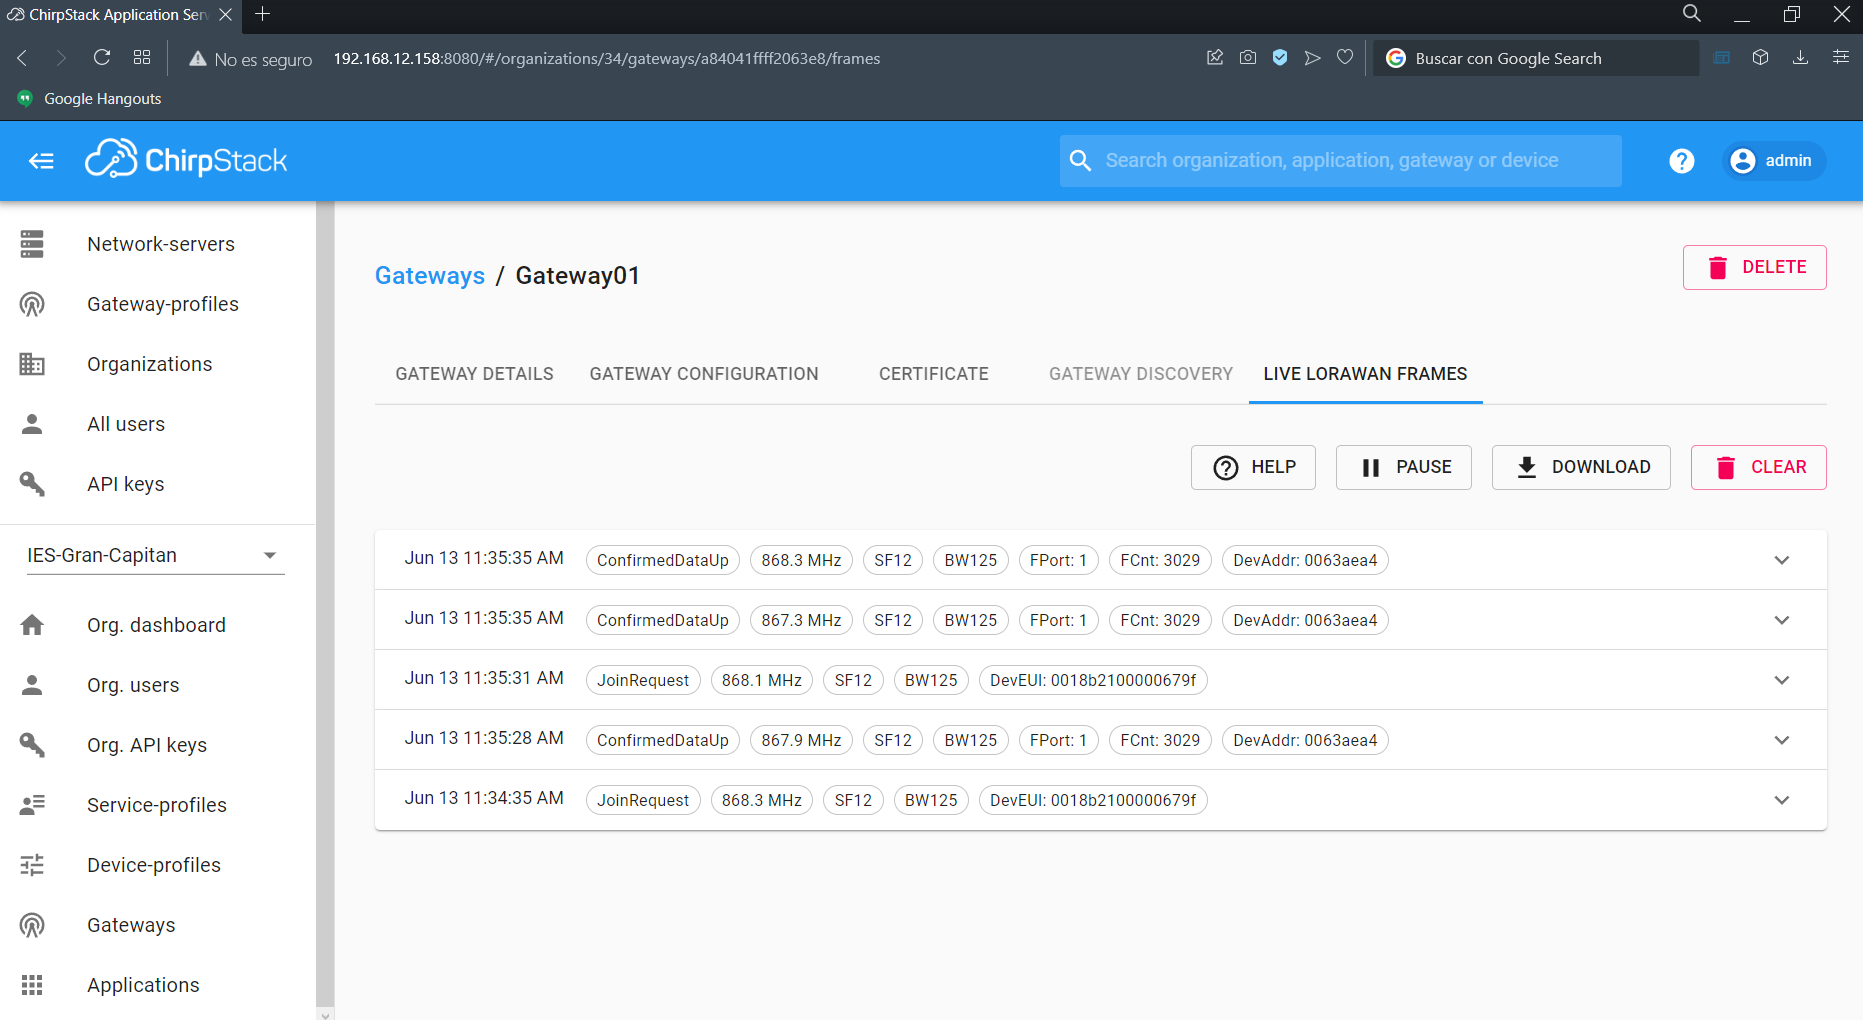 ChirpStack Application Ser
No es seguro 192.168.12.158:8080/#/organizations/34/gateways/a84041ffff2063e8/frames Buscar con Google Search
Google Hangouts
ChirpStack Search organization, application, gateway or device ? admin
Network-servers
Gateway-profiles
Organizations
All users
API keys
IES-Gran-Capitan
Org. dashboard
Org. users
Org. API keys
Service-profiles
Device-profiles
Gateways
Applications
Gateways / Gateway01 DELETE
GATEWAY DETAILS GATEWAY CONFIGURATION CERTIFICATE GATEWAY DISCOVERY LIVE LORAWAN FRAMES
HELP PAUSE DOWNLOAD CLEAR
Jun 13 11:35:35 AM ConfirmedDataUp 868.3 MHz SF12 BW125 FPort: 1 FCnt: 3029 DevAddr: 0063aea4
Jun 13 11:35:35 AM ConfirmedDataUp 867.3 MHz SF12 BW125 FPort: 1 FCnt: 3029 DevAddr: 0063aea4
Jun 13 11:35:31 AM JoinRequest 868.1 MHz SF12 BW125 DevEUI: 0018b2100000679f
Jun 13 11:35:28 AM ConfirmedDataUp 867.9 MHz SF12 BW125 FPort: 1 FCnt: 3029 DevAddr: 0063aea4
Jun 13 11:34:35 AM JoinRequest 868.3 MHz SF12 BW125 DevEUI: 0018b2100000679f